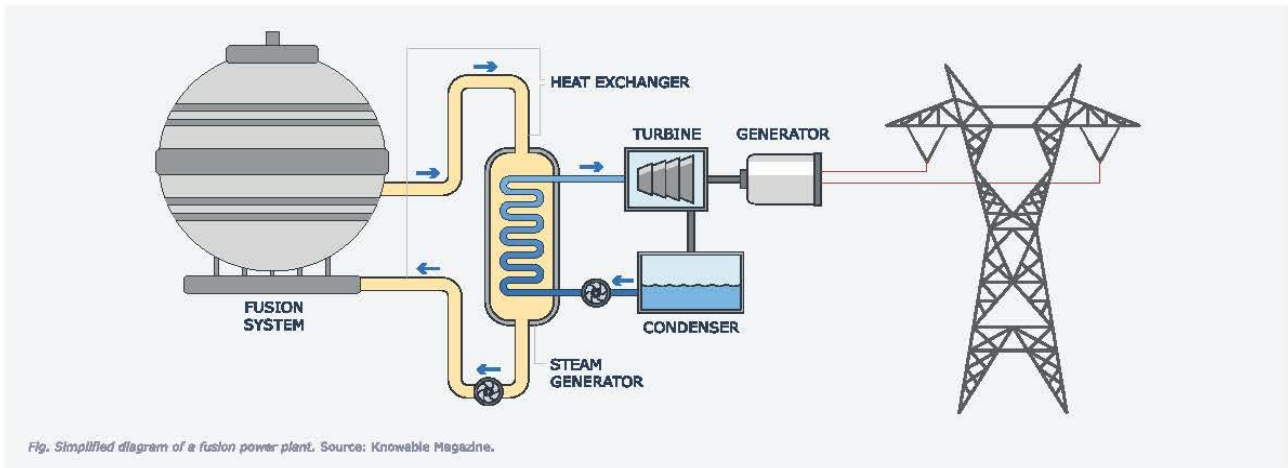 HEAT EXCHANGER
TURBINE
GENERATOR
FUSION
SYSTEM
CONDENSER
STEAM
GENERATOR
Fig. Simplified diagram of a fusion power plant. Source: Knowable Magazine.